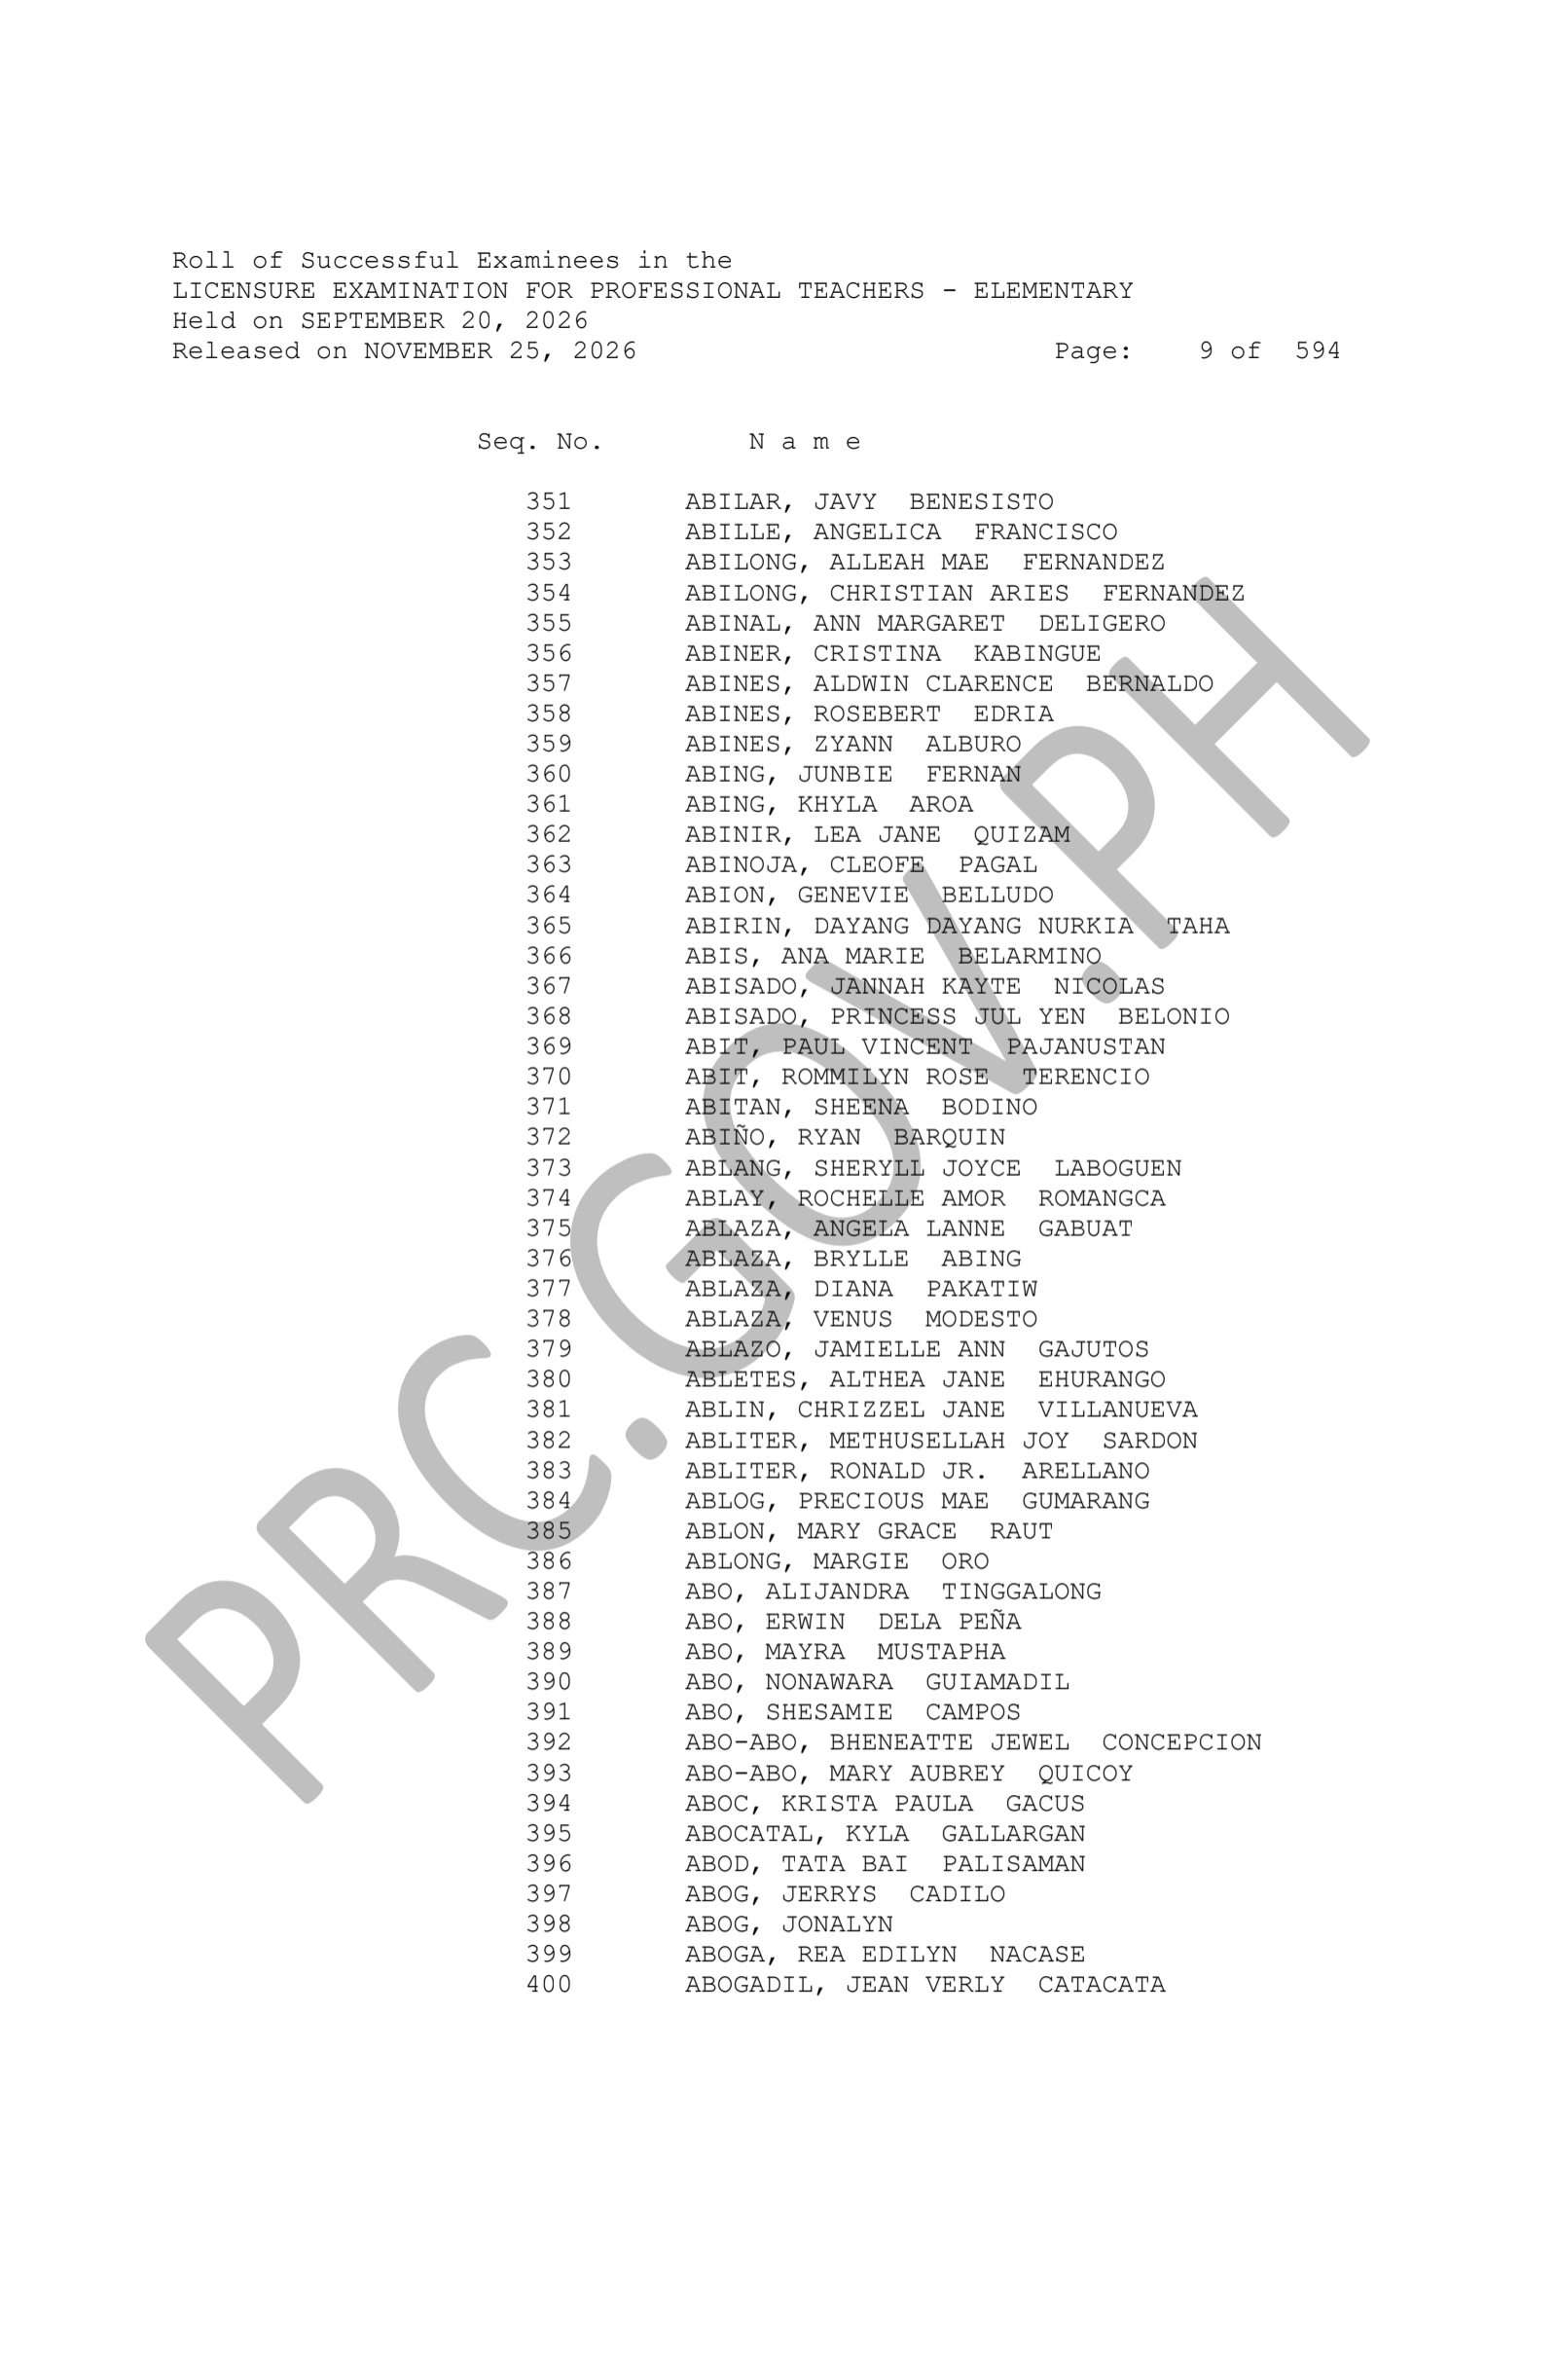 Roll of Successful Examinees in the
LICENSURE EXAMINATION FOR PROFESSIONAL TEACHERS - ELEMENTARY
Held on SEPTEMBER 20, 2026
Released on NOVEMBER 25, 2026 Page: 9 of 594
Seq. No. N a m e
351 ABILAR, JAVY BENESISTO
352 ABILLE, ANGELICA FRANCISCO
353 ABILONG, ALLEAH MAE FERNANDEZ
354 ABILONG, CHRISTIAN ARIES FERNANDEZ
355 ABINAL, ANN MARGARET DELIGERO
356 ABINER, CRISTINA KABINGUE
357 ABINES, ALDWIN CLARENCE BERNALDO
358 ABINES, ROSEBERT EDRIA
359 ABINES, ZYANN ALBURO
360 ABING, JUNBIE FERNAN
361 ABING, KHYLA AROA
362 ABINIR, LEA JANE QUIZAM
363 ABINOJA, CLEOFE PAGAL
364 ABION, GENEVIE BELLUDO
365 ABIRIN, DAYANG DAYANG NURKIA TAHA
366 ABIS, ANA MARIE BELARMINO
367 ABISADO, JANNAH KAYTE NICOLAS
368 ABISADO, PRINCESS JUL YEN BELONIO
369 ABIT, PAUL VINCENT PAJANUSTAN
370 ABIT, ROMMILYN ROSE TERENCIO
371 ABITAN, SHEENA BODINO
372 ABIÑO, RYAN BARQUIN
373 ABLANG, SHERYLL JOYCE LABOGUEN
374 ABLAY, ROCHELLE AMOR ROMANGCA
375 ABLAZA, ANGELA LANNE GABUAT
376 ABLAZA, BRYLLE ABING
377 ABLAZA, DIANA PAKATIW
378 ABLAZA, VENUS MODESTO
379 ABLAZO, JAMIELLE ANN GAJUTOS
380 ABLETES, ALTHEA JANE EHURANGO
381 ABLIN, CHRIZZEL JANE VILLANUEVA
382 ABLITER, METHUSELLAH JOY SARDON
383 ABLITER, RONALD JR. ARELLANO
384 ABLOG, PRECIOUS MAE GUMARANG
385 ABLON, MARY GRACE RAUT
386 ABLONG, MARGIE ORO
387 ABO, ALIJANDRA TINGGALONG
388 ABO, ERWIN DELA PEÑA
389 ABO, MAYRA MUSTAPHA
390 ABO, NONAWARA GUIAMADIL
391 ABO, SHESAMIE CAMPOS
392 ABO-ABO, BHENEATTE JEWEL CONCEPCION
393 ABO-ABO, MARY AUBREY QUICOY
394 ABOC, KRISTA PAULA GACUS
395 ABOCATAL, KYLA GALLARGAN
396 ABOD, TATA BAI PALISAMAN
397 ABOG, JERRYS CADILO
398 ABOG, JONALYN
399 ABOGA, REA EDILYN NACASE
400 ABOGADIL, JEAN VERLY CATACATA
PRC.GOV.PH